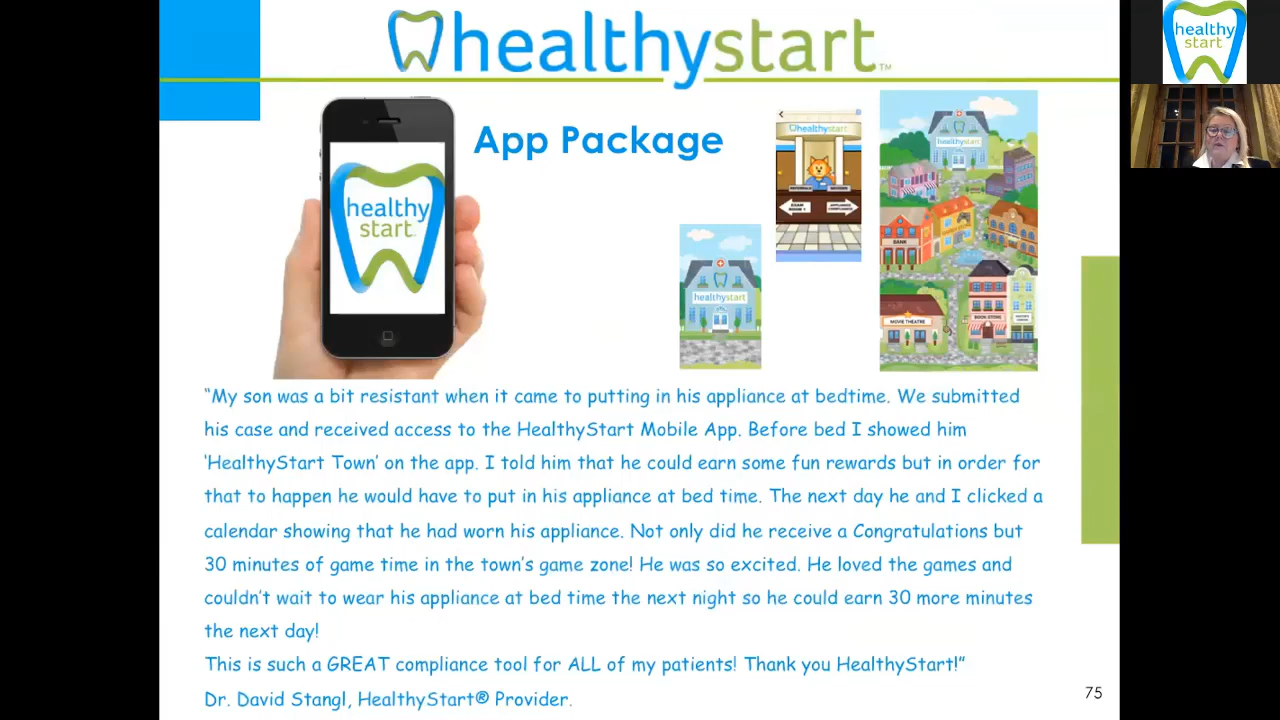 healthystart™
App Package
healthy
start
healthystart
healthystart
healthystart
BANK
MOVIE THEATRE
BOOK STORE
healthy
start
“My son was a bit resistant when it came to putting in his appliance at bedtime. We submitted
his case and received access to the HealthyStart Mobile App. Before bed I showed him
‘HealthyStart Town’ on the app. I told him that he could earn some fun rewards but in order for
that to happen he would have to put in his appliance at bed time. The next day he and I clicked a
calendar showing that he had worn his appliance. Not only did he receive a Congratulations but
30 minutes of game time in the town’s game zone! He was so excited. He loved the games and
couldn’t wait to wear his appliance at bed time the next night so he could earn 30 more minutes
the next day!
This is such a GREAT compliance tool for ALL of my patients! Thank you HealthyStart!”
Dr. David Stangl, HealthyStart® Provider.
75